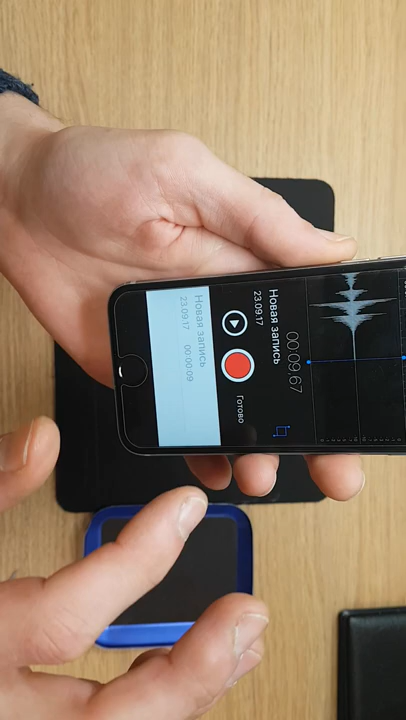 00:09,67
Новая запись
23.09.17
Готово
Новая запись
23.09.17 00:00:09